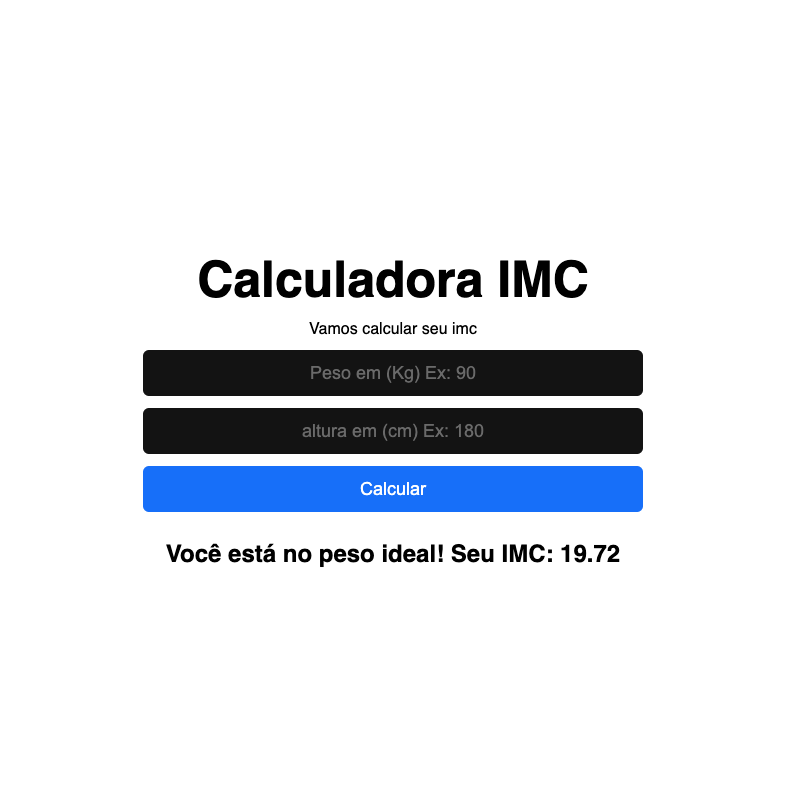 Calculadora IMC
Vamos calcular seu imc
Peso em (Kg) Ex: 90
altura em (cm) Ex: 180
Calcular
Você está no peso ideal! Seu IMC: 19.72